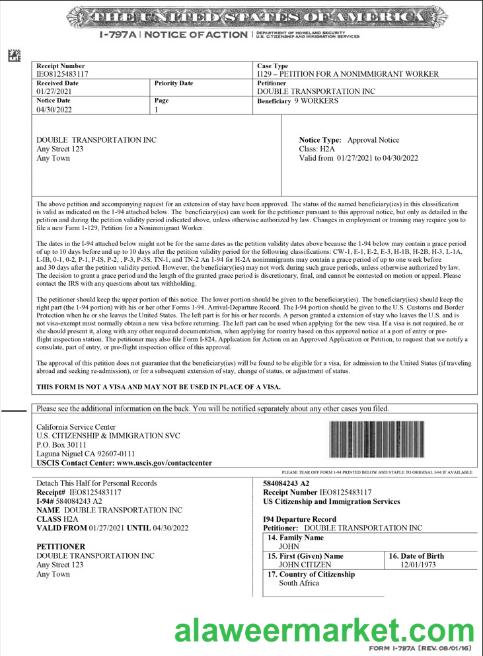 THE UNITED STATES OF AMERICA
I-797A | NOTICE OF ACTION | DEPARTMENT OF HOMELAND SECURITY
U.S. CITIZENSHIP AND IMMIGRATION SERVICES
Receipt Number
IEO8125483117
Case Type
I129 - PETITION FOR A NONIMMIGRANT WORKER
Received Date
01/27/2021
Priority Date
Petitioner
DOUBLE TRANSPORTATION INC
Notice Date
04/30/2022
Page
1
Beneficiary 9 WORKERS
DOUBLE TRANSPORTATION INC
Any Street 123
Any Town
Notice Type: Approval Notice
Class: H2A
Valid from 01/27/2021 to 04/30/2022
The above petition and accompanying request for an extension of stay have been approved. The status of the named beneficiary(ies) in this classification
is valid as indicated on the I-94 attached below. The beneficiary(ies) can work for the petitioner pursuant to this approval notice, but only as detailed in the
petition and during the petition validity period indicated above, unless otherwise authorized by law. Changes in employment or training may require you to
file a new Form I-129, Petition for a Nonimmigrant Worker.
The dates in the I-94 attached below might not be for the same dates as the petition validity dates above because the I-94 below may contain a grace period
of up to 10 days before and up to 10 days after the petition validity period for the following classifications: CW-1, E-1, E-2, E-3, H-1B, H-2B, H-3, L-1A,
L-1B, 0-1, 0-2, P-1, P-1S, P-2, , P-3, P-3S, TN-1, and TN-2 An I-94 for H-2A nonimmigrants may contain a grace period of up to one week before
and 30 days after the petition validity period. However, the beneficiary(ies) may not work during such grace periods, unless otherwise authorized by law.
The decision to grant a grace period and the length of the granted grace period is discretionary, final, and cannot be contested on motion or appeal. Please
contact the IRS with any questions about tax withholding.
The petitioner should keep the upper portion of this notice. The lower portion should be given to the beneficiary(ies). The beneficiary(ies) should keep the
right part (the 1-94 portion) with his or her other Forms 1-94. Arrival-Departure Record. The I-94 portion should be given to the U.S. Customs and Border
Protection when he or she leaves the United States. The left part is for his or her records. A person granted a extension of stay who leaves the U.S. and is
not visa-exempt must normally obtain a new visa before returning. The left part can be used when applying for the new visa. If a visa is not required, he or
she should present it, along with any other required documentation, when applying for reentry based on this approval notice at a port of entry or pre-
flight inspection station. The petitioner may also file Form I-824, Application for Action on an Approved Application or Petition, to request that we notify a
consulate, port of entry, or pre-flight inspection office of this approval.
The approval of this petition does not guarantee that the beneficiary(ies) will be found to be eligible for a visa, for admission to the United States (if traveling
abroad and seeking re-admission), or for a subsequent extension of stay, change of status, or adjustment of status.
THIS FORM IS NOT A VISA AND MAY NOT BE USED IN PLACE OF A VISA.
Please see the additional information on the back. You will be notified separately about any other cases you filed.
California Service Center
U.S. CITIZENSHIP & IMMIGRATION SVC
P.O. Box 30111
Laguna Niguel CA 92607-0111
USCIS Contact Center: www.uscis.gov/contactcenter
PLEASE TEAR OFF FORM I-94 PRINTED BELOW AND STAPLE TO ORIGINAL I-94 IF AVAILABLE
Detach This Half for Personal Records
Receipt# IEO8125483117
I-94# 584084243 A2
NAME DOUBLE TRANSPORTATION INC
CLASS H2A
VALID FROM 01/27/2021 UNTIL 04/30/2022
PETITIONER
DOUBLE TRANSPORTATION INC
Any Street 123
Any Town
584084243 A2
Receipt Number IEO8125483117
US Citizenship and Immigration Services
I94 Departure Record
Petitioner: DOUBLE TRANSPORTATION INC
14. Family Name
JOHN
15. First (Given) Name
JOHN CITIZEN
16. Date of Birth
12/01/1973
17. Country of Citizenship
South Africa
alaweermarket.com
FORM I-797A [REV. 08/01/16]